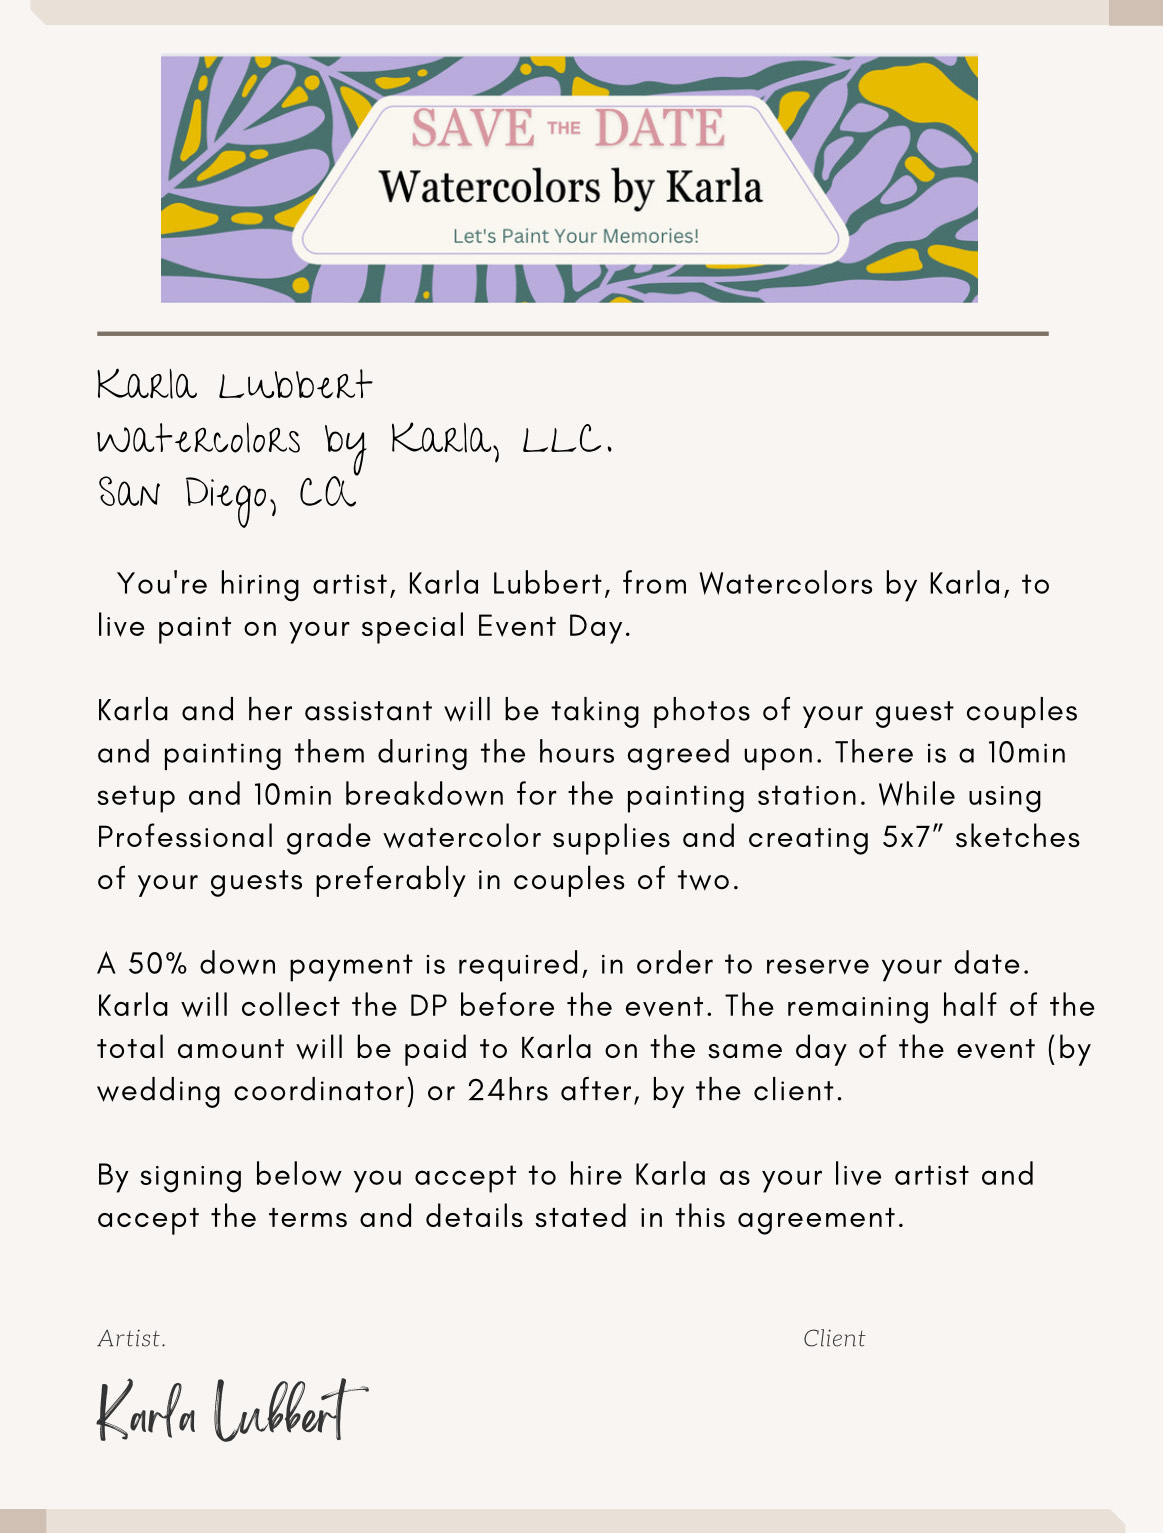 SAVE THE DATE
Watercolors by Karla
Let's Paint Your Memories!
Karla Lubbert
Watercolors by Karla, LLC.
San Diego, CA
You're hiring artist, Karla Lubbert, from Watercolors by Karla, to
live paint on your special Event Day.
Karla and her assistant will be taking photos of your guest couples
and painting them during the hours agreed upon. There is a 10min
setup and 10min breakdown for the painting station. While using
Professional grade watercolor supplies and creating 5x7” sketches
of your guests preferably in couples of two.
A 50% down payment is required, in order to reserve your date.
Karla will collect the DP before the event. The remaining half of the
total amount will be paid to Karla on the same day of the event (by
wedding coordinator) or 24hrs after, by the client.
By signing below you accept to hire Karla as your live artist and
accept the terms and details stated in this agreement.
Artist. Client
Karla Lubbert